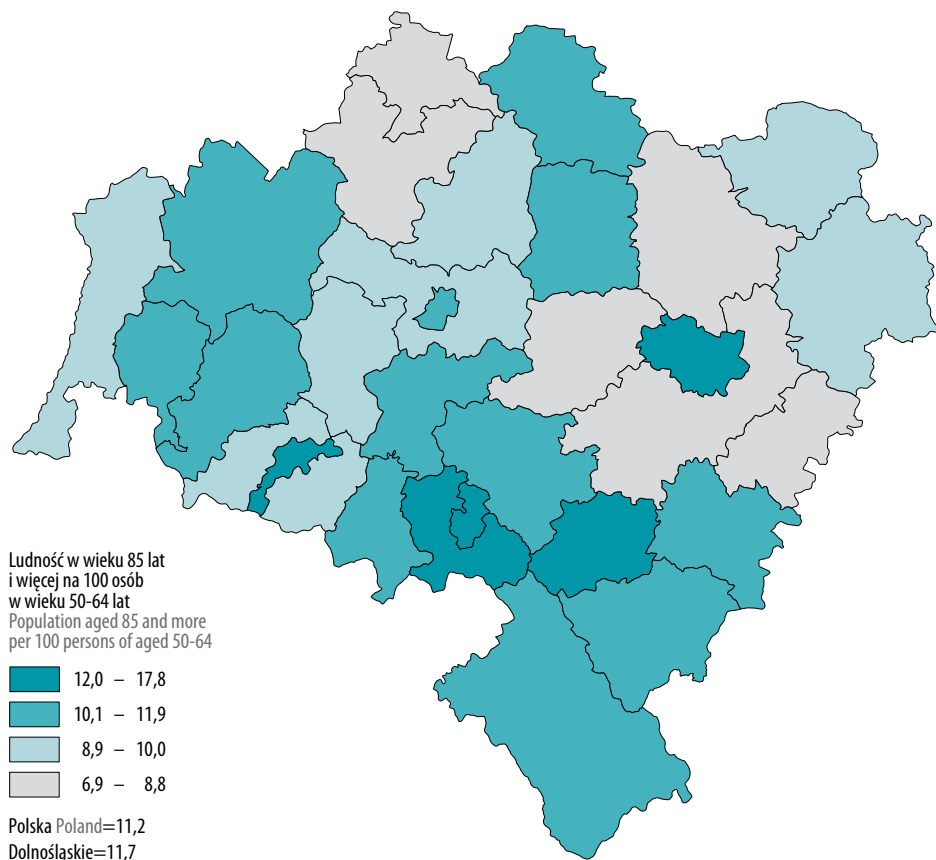 Ludność w wieku 85 lat
i więcej na 100 osób
w wieku 50-64 lat
Population aged 85 and more
per 100 persons of aged 50-64
12,0 – 17,8
10,1 – 11,9
8,9 – 10,0
6,9 – 8,8
Polska Poland=11,2
Dolnośląskie=11,7